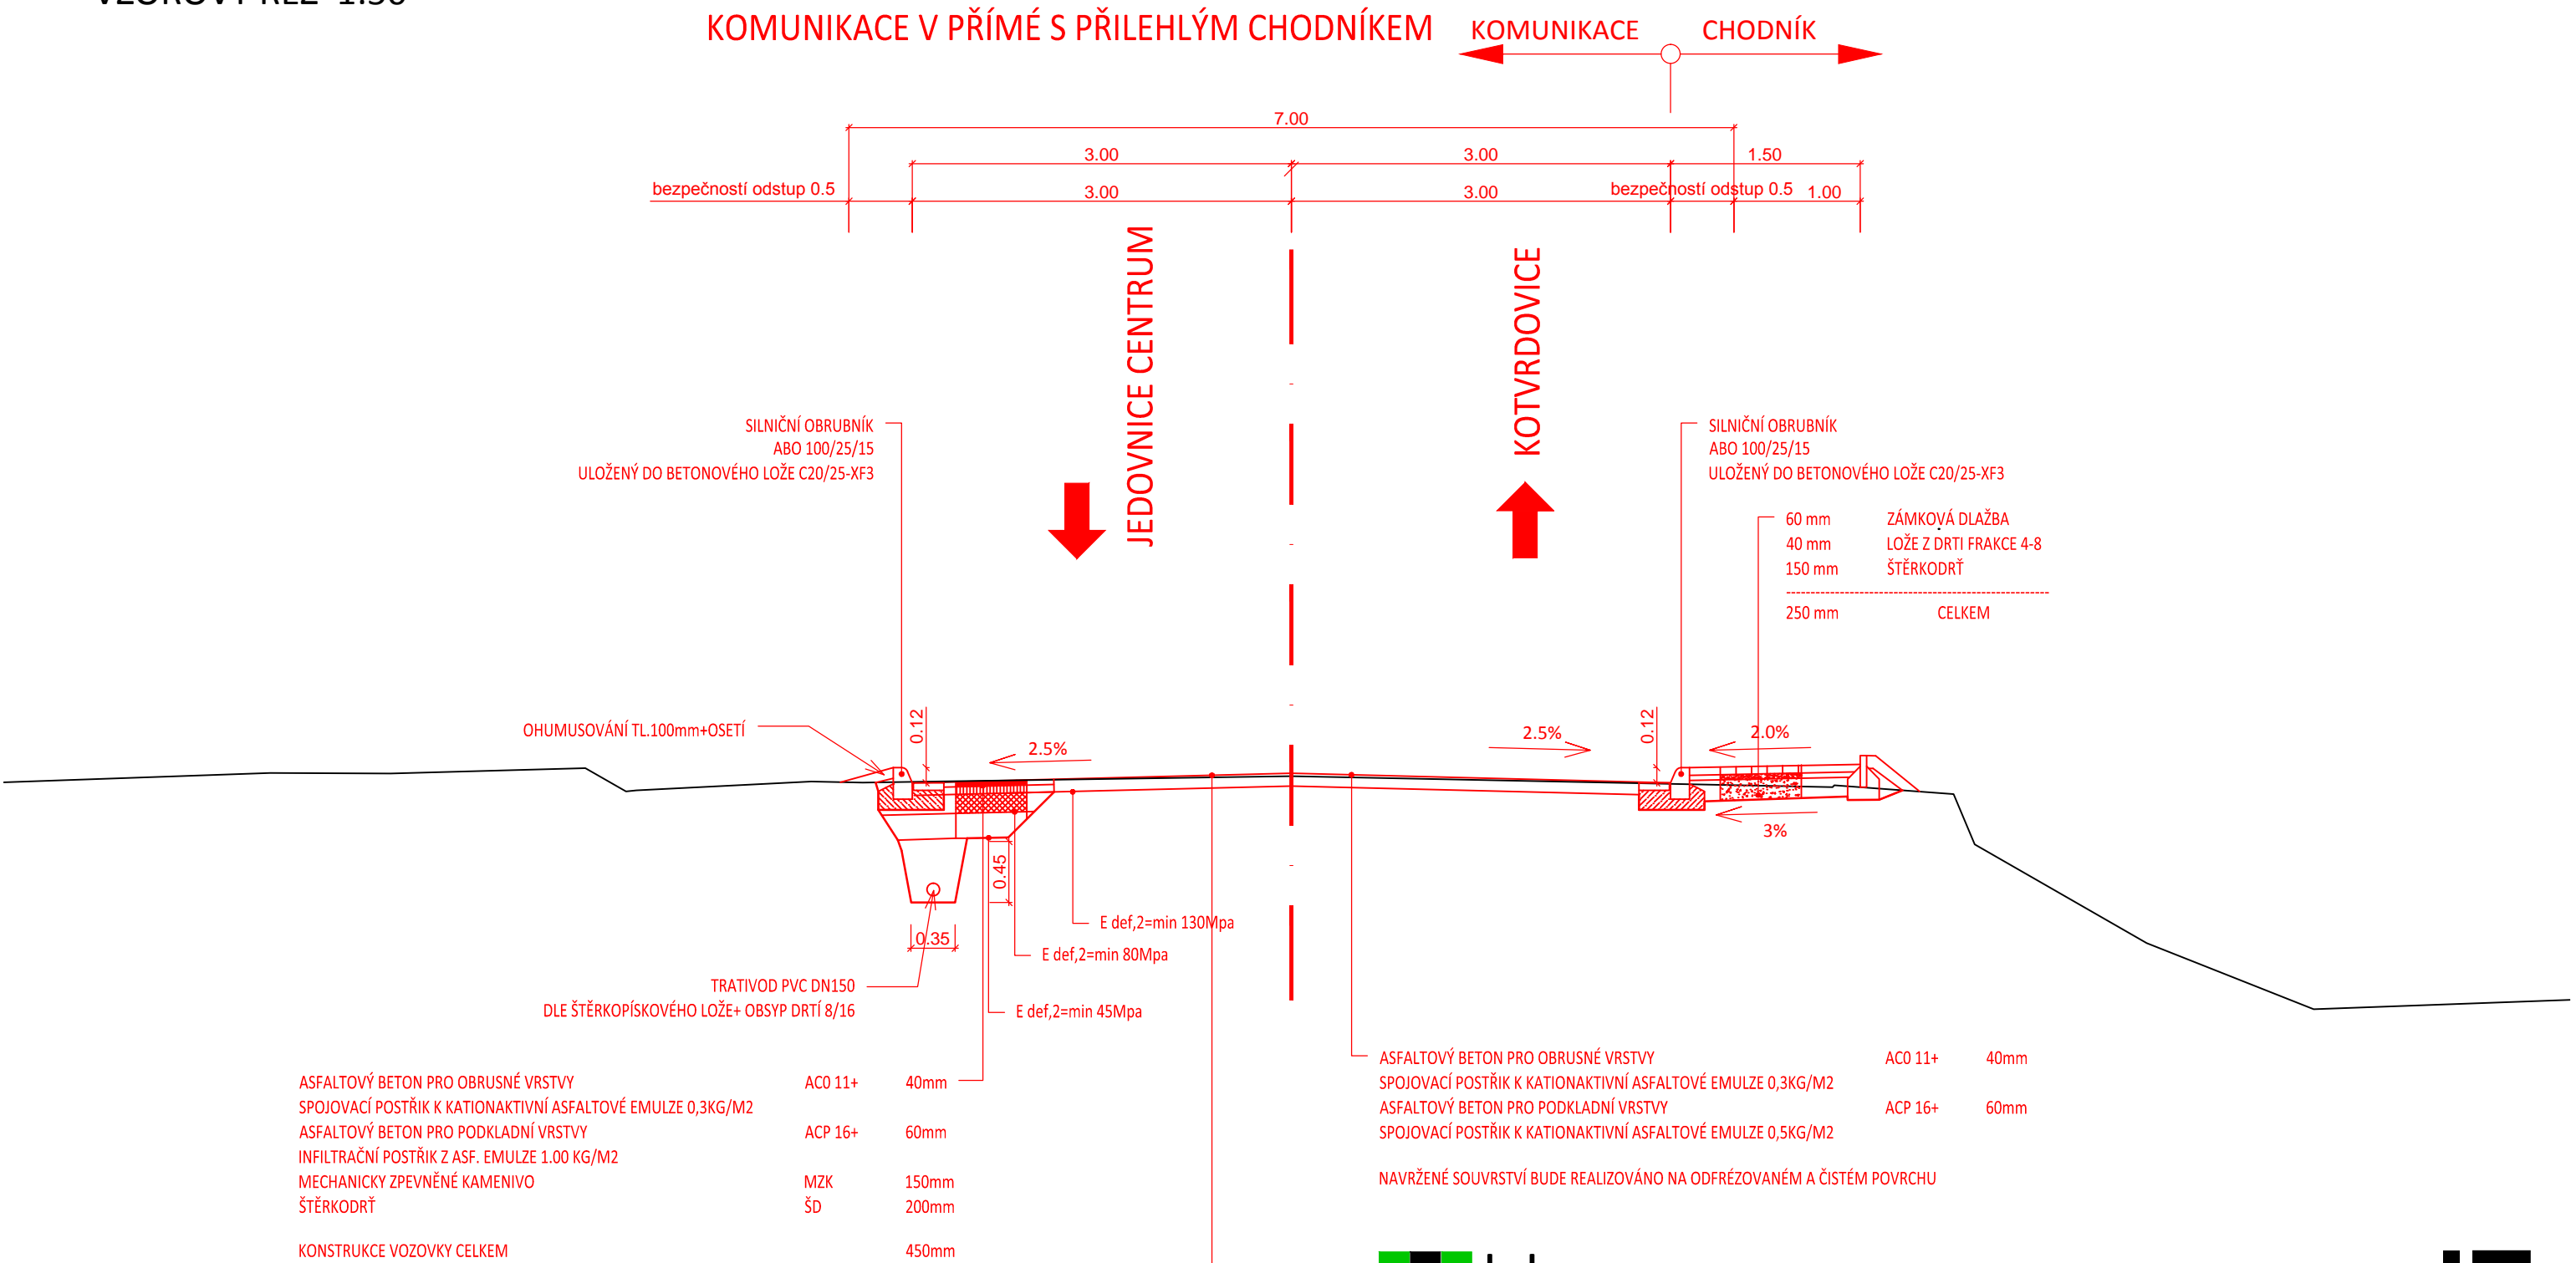 VZOROVÝ ŘEZ 1:50
KOMUNIKACE V PŘÍMÉ S PŘILEHLÝM CHODNÍKEM
KOMUNIKACE
CHODNÍK
7.00
3.00
3.00
1.50
bezpečností odstup 0.5
3.00
3.00
bezpečností odstup 0.5
1.00
JEDOVNICE CENTRUM
KOTVRDOVICE
SILNIČNÍ OBRUBNÍK
ABO 100/25/15
ULOŽENÝ DO BETONOVÉHO LOŽE C20/25-XF3
SILNIČNÍ OBRUBNÍK
ABO 100/25/15
ULOŽENÝ DO BETONOVÉHO LOŽE C20/25-XF3
60 mm ZÁMKOVÁ DLAŽBA
40 mm LOŽE Z DRTI FRAKCE 4-8
150 mm ŠTĚRKODRŤ
250 mm CELKEM
OHUMUSOVÁNÍ TL.100mm+OSETÍ
0.12
2.5%
2.5%
0.12
2.0%
3%
0.45
0.35
E def,2=min 130Mpa
E def,2=min 80Mpa
E def,2=min 45Mpa
TRATIVOD PVC DN150
DLE ŠTĚRKOPÍSKOVÉHO LOŽE+ OBSYP DRTÍ 8/16
ASFALTOVÝ BETON PRO OBRUSNÉ VRSTVY AC0 11+ 40mm
SPOJOVACÍ POSTŘIK K KATIONAKTIVNÍ ASFALTOVÉ EMULZE 0,3KG/M2
ASFALTOVÝ BETON PRO PODKLADNÍ VRSTVY ACP 16+ 60mm
INFILTRAČNÍ POSTŘIK Z ASF. EMULZE 1.00 KG/M2
MECHANICKY ZPEVNĚNÉ KAMENIVO MZK 150mm
ŠTĚRKODRŤ ŠD 200mm
KONSTRUKCE VOZOVKY CELKEM 450mm
ASFALTOVÝ BETON PRO OBRUSNÉ VRSTVY AC0 11+ 40mm
SPOJOVACÍ POSTŘIK K KATIONAKTIVNÍ ASFALTOVÉ EMULZE 0,3KG/M2
ASFALTOVÝ BETON PRO PODKLADNÍ VRSTVY ACP 16+ 60mm
SPOJOVACÍ POSTŘIK K KATIONAKTIVNÍ ASFALTOVÉ EMULZE 0,5KG/M2
NAVRŽENÉ SOUVRSTVÍ BUDE REALIZOVÁNO NA ODFRÉZOVANÉM A ČISTÉM POVRCHU